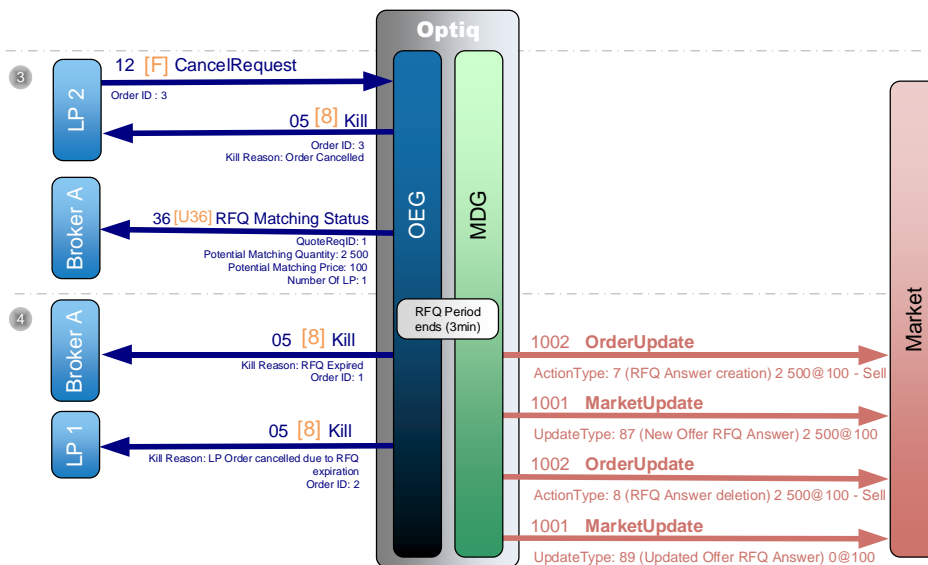 Optiq
3
12 [F] CancelRequest
Order ID : 3
LP 2
05 [8] Kill
Order ID: 3
Kill Reason: Order Cancelled
Broker A
36 [U36] RFQ Matching Status
QuoteReqID: 1
Potential Matching Quantity: 2 500
Potential Matching Price: 100
Number Of LP: 1
OEG
MDG
Market
4
RFQ Period
ends (3min)
Broker A
05 [8] Kill
Kill Reason: RFQ Expired
Order ID: 1
1002 OrderUpdate
ActionType: 7 (RFQ Answer creation) 2 500@100 - Sell
1001 MarketUpdate
UpdateType: 87 (New Offer RFQ Answer) 2 500@100
LP 1
05 [8] Kill
Kill Reason: LP Order cancelled due to RFQ
expiration
Order ID: 2
1002 OrderUpdate
ActionType: 8 (RFQ Answer deletion) 2 500@100 - Sell
1001 MarketUpdate
UpdateType: 89 (Updated Offer RFQ Answer) 0@100